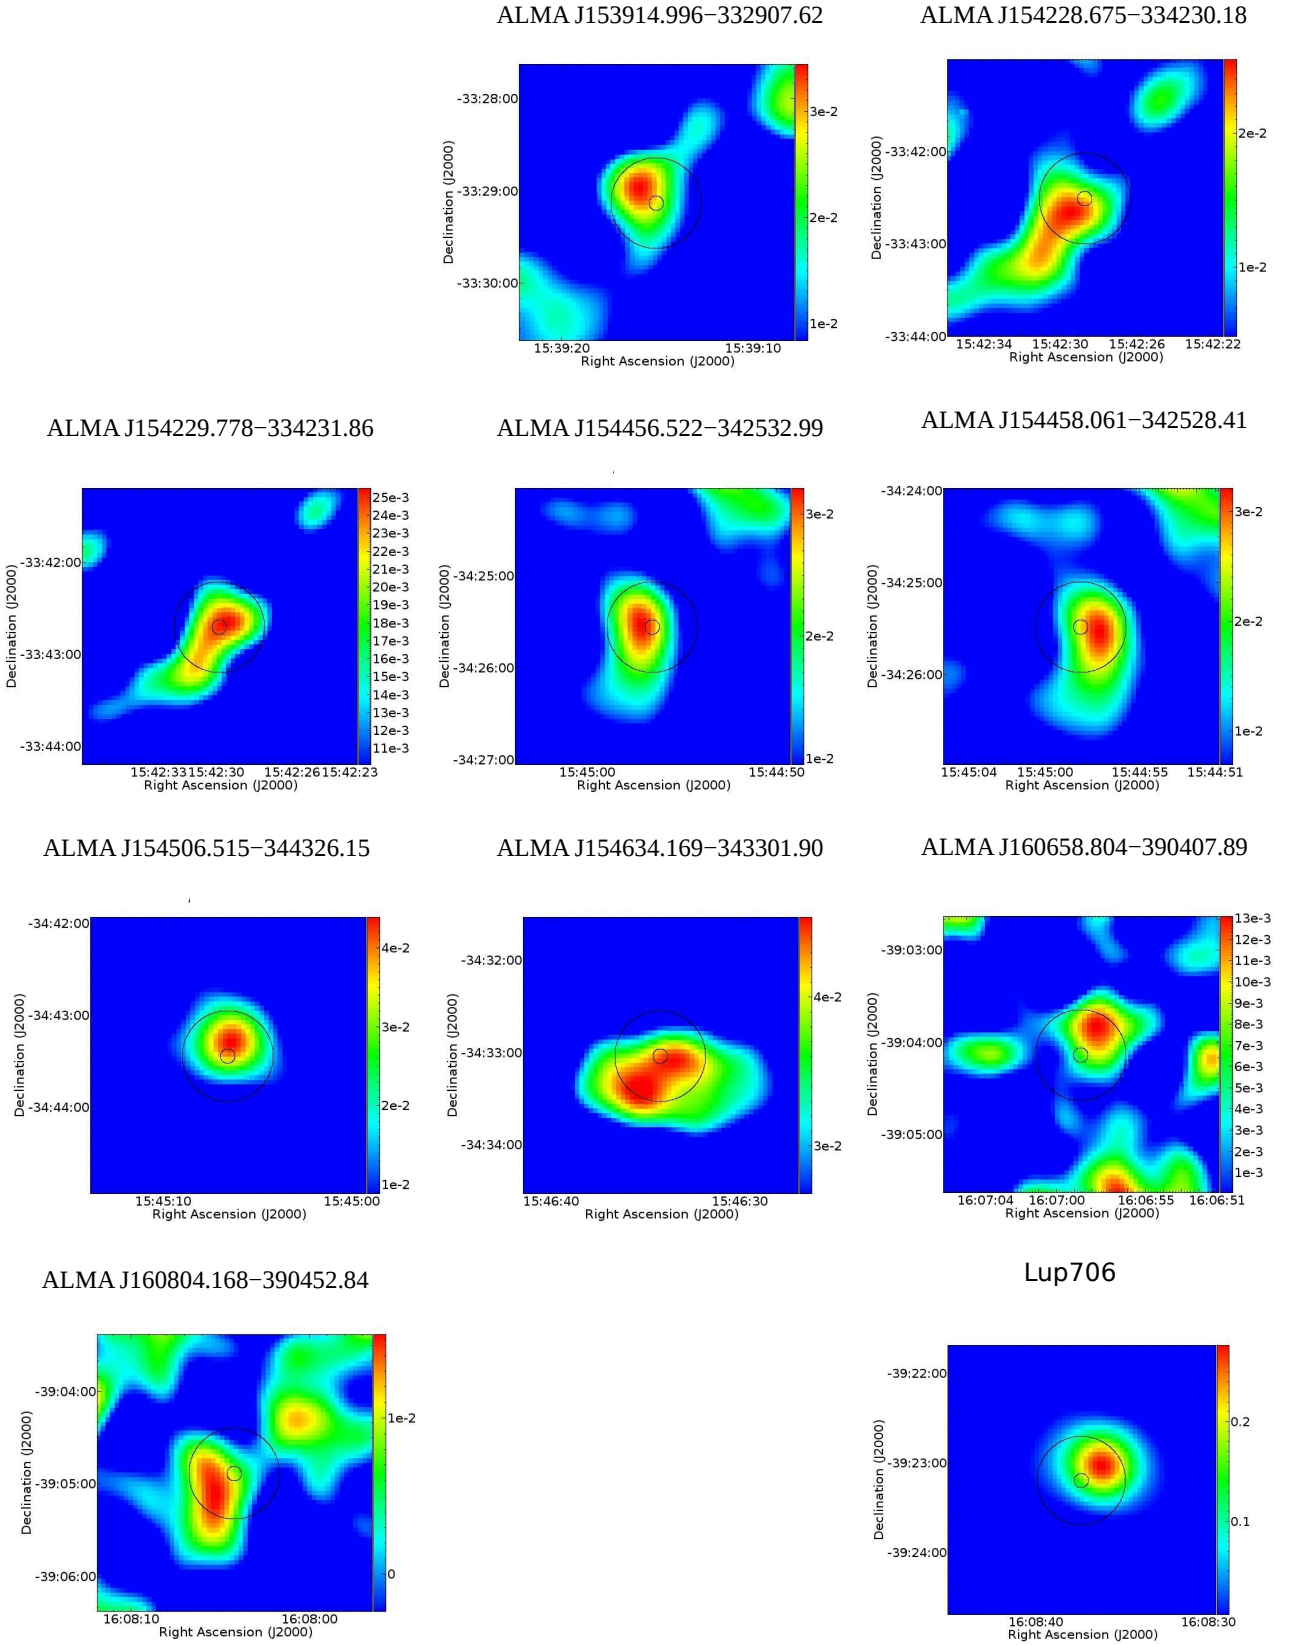 ALMA J153914.996−332907.62
-33:28:00
-33:29:00
-33:30:00
Declination (J2000)
15:39:20 15:39:10
Right Ascension (J2000)
3e-2
2e-2
1e-2
ALMA J154228.675−334230.18
-33:42:00
-33:43:00
-33:44:00
Declination (J2000)
15:42:34 15:42:30 15:42:26 15:42:22
Right Ascension (J2000)
2e-2
1e-2
ALMA J154229.778−334231.86
-33:42:00
-33:43:00
-33:44:00
Declination (J2000)
15:42:33 15:42:30 15:42:26 15:42:23
Right Ascension (J2000)
25e-3
24e-3
23e-3
22e-3
21e-3
20e-3
19e-3
18e-3
17e-3
16e-3
15e-3
14e-3
13e-3
12e-3
11e-3
ALMA J154456.522−342532.99
-34:25:00
-34:26:00
-34:27:00
Declination (J2000)
15:45:00 15:44:50
Right Ascension (J2000)
3e-2
2e-2
1e-2
ALMA J154458.061−342528.41
-34:24:00
-34:25:00
-34:26:00
Declination (J2000)
15:45:04 15:45:00 15:44:55 15:44:51
Right Ascension (J2000)
3e-2
2e-2
1e-2
ALMA J154506.515−344326.15
-34:42:00
-34:43:00
-34:44:00
Declination (J2000)
15:45:10 15:45:00
Right Ascension (J2000)
4e-2
3e-2
2e-2
1e-2
ALMA J154634.169−343301.90
-34:32:00
-34:33:00
-34:34:00
Declination (J2000)
15:46:40 15:46:30
Right Ascension (J2000)
4e-2
3e-2
ALMA J160658.804−390407.89
-39:03:00
-39:04:00
-39:05:00
Declination (J2000)
16:07:04 16:07:00 16:06:55 16:06:51
Right Ascension (J2000)
13e-3
12e-3
11e-3
10e-3
9e-3
8e-3
7e-3
6e-3
5e-3
4e-3
3e-3
2e-3
1e-3
ALMA J160804.168−390452.84
-39:04:00
-39:05:00
-39:06:00
Declination (J2000)
16:08:10 16:08:00
Right Ascension (J2000)
1e-2
0
Lup706
-39:22:00
-39:23:00
-39:24:00
Declination (J2000)
16:08:40 16:08:30
Right Ascension (J2000)
0.2
0.1